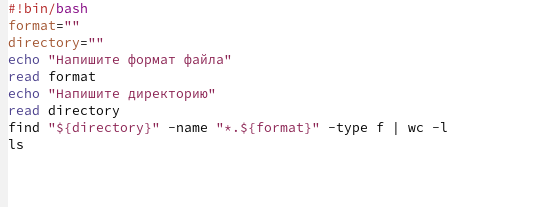 #!bin/bash
format=""
directory=""
echo "Напишите формат файла"
read format
echo "Напишите директорию"
read directory
find "${directory}" -name "*.${format}" -type f | wc -l
ls